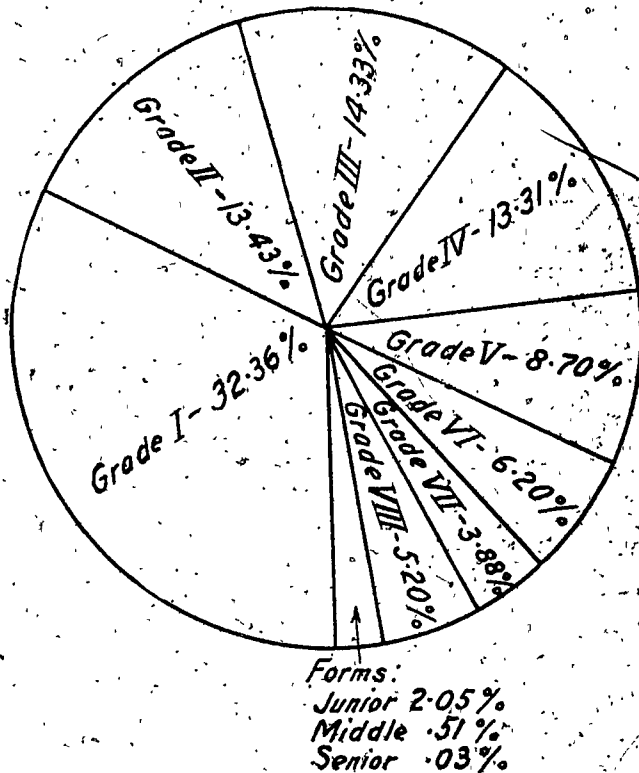 Grade I - 32·36%
Grade II - 13·43%
Grade III - 14·33%
Grade IV - 13·31%
Grade V - 8·70%
Grade VI - 6·20%
Grade VII - 3·88%
Grade VIII - 5·20%
Forms:
Junior 2·05%
Middle ·51%
Senior ·03%